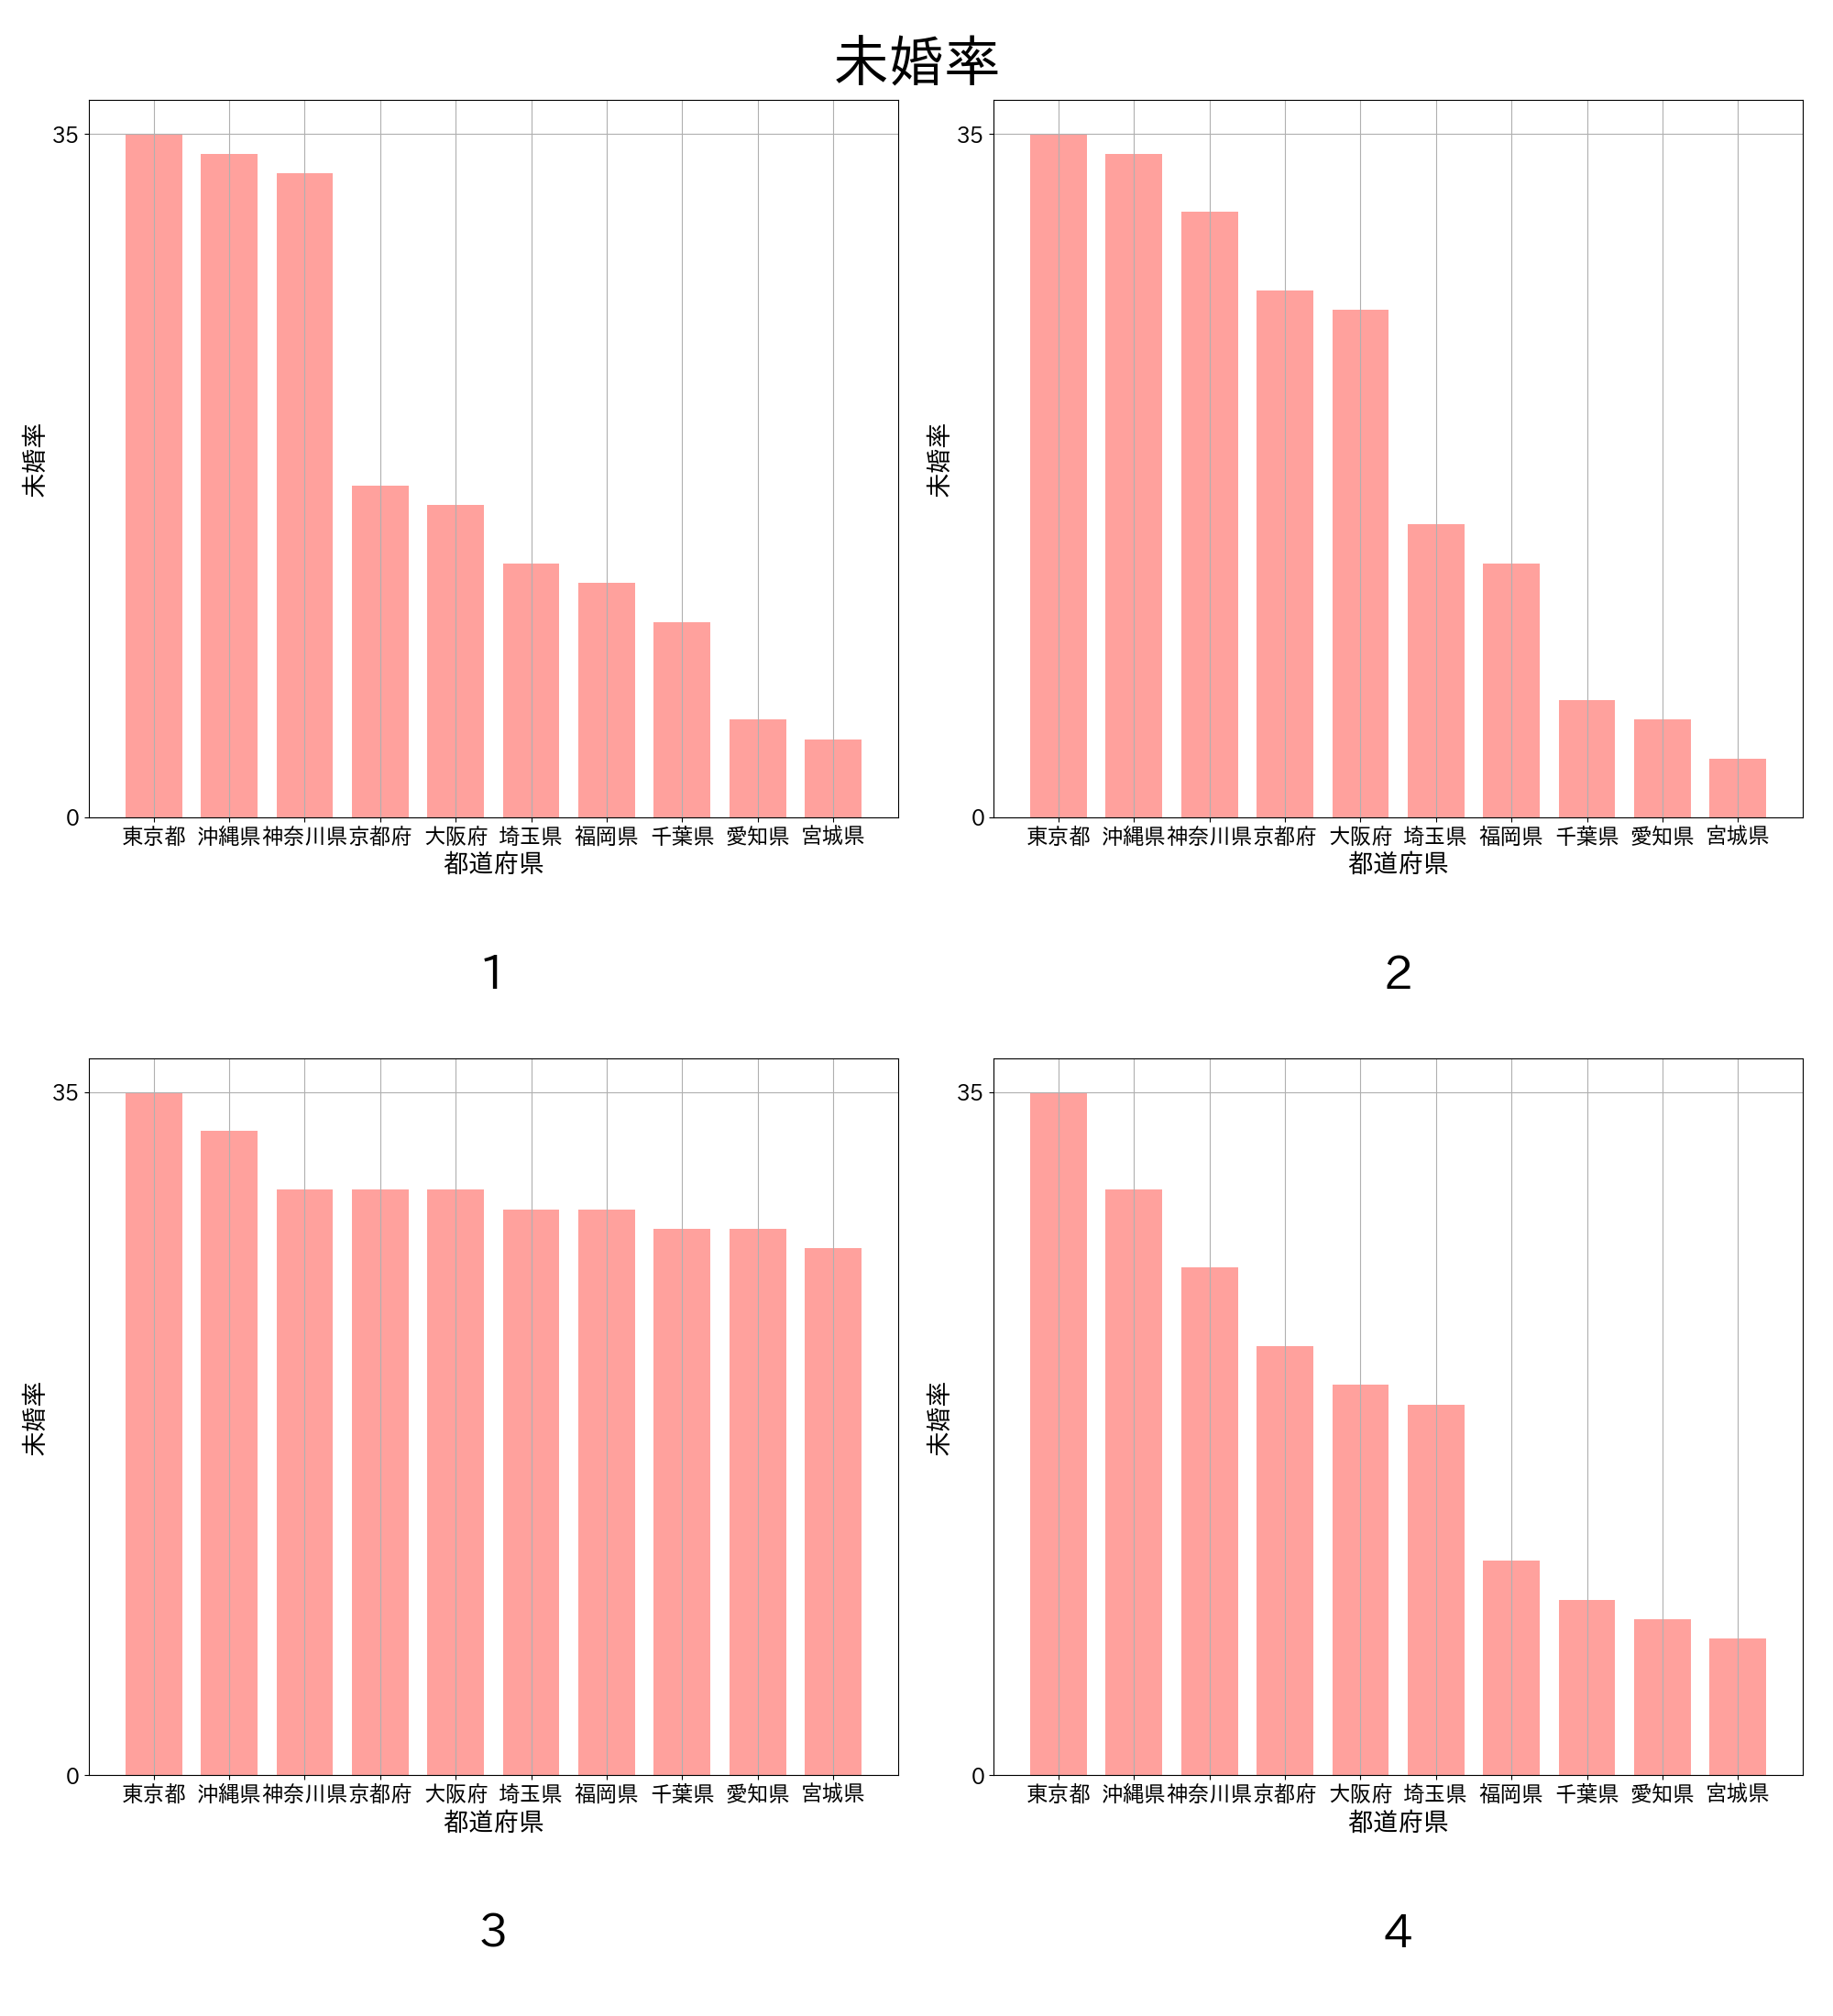 未婚率
35
0
未婚率
東京都 沖縄県 神奈川県 京都府 大阪府 埼玉県 福岡県 千葉県 愛知県 宮城県
都道府県
1
35
0
未婚率
東京都 沖縄県 神奈川県 京都府 大阪府 埼玉県 福岡県 千葉県 愛知県 宮城県
都道府県
2
35
0
未婚率
東京都 沖縄県 神奈川県 京都府 大阪府 埼玉県 福岡県 千葉県 愛知県 宮城県
都道府県
3
35
0
未婚率
東京都 沖縄県 神奈川県 京都府 大阪府 埼玉県 福岡県 千葉県 愛知県 宮城県
都道府県
4